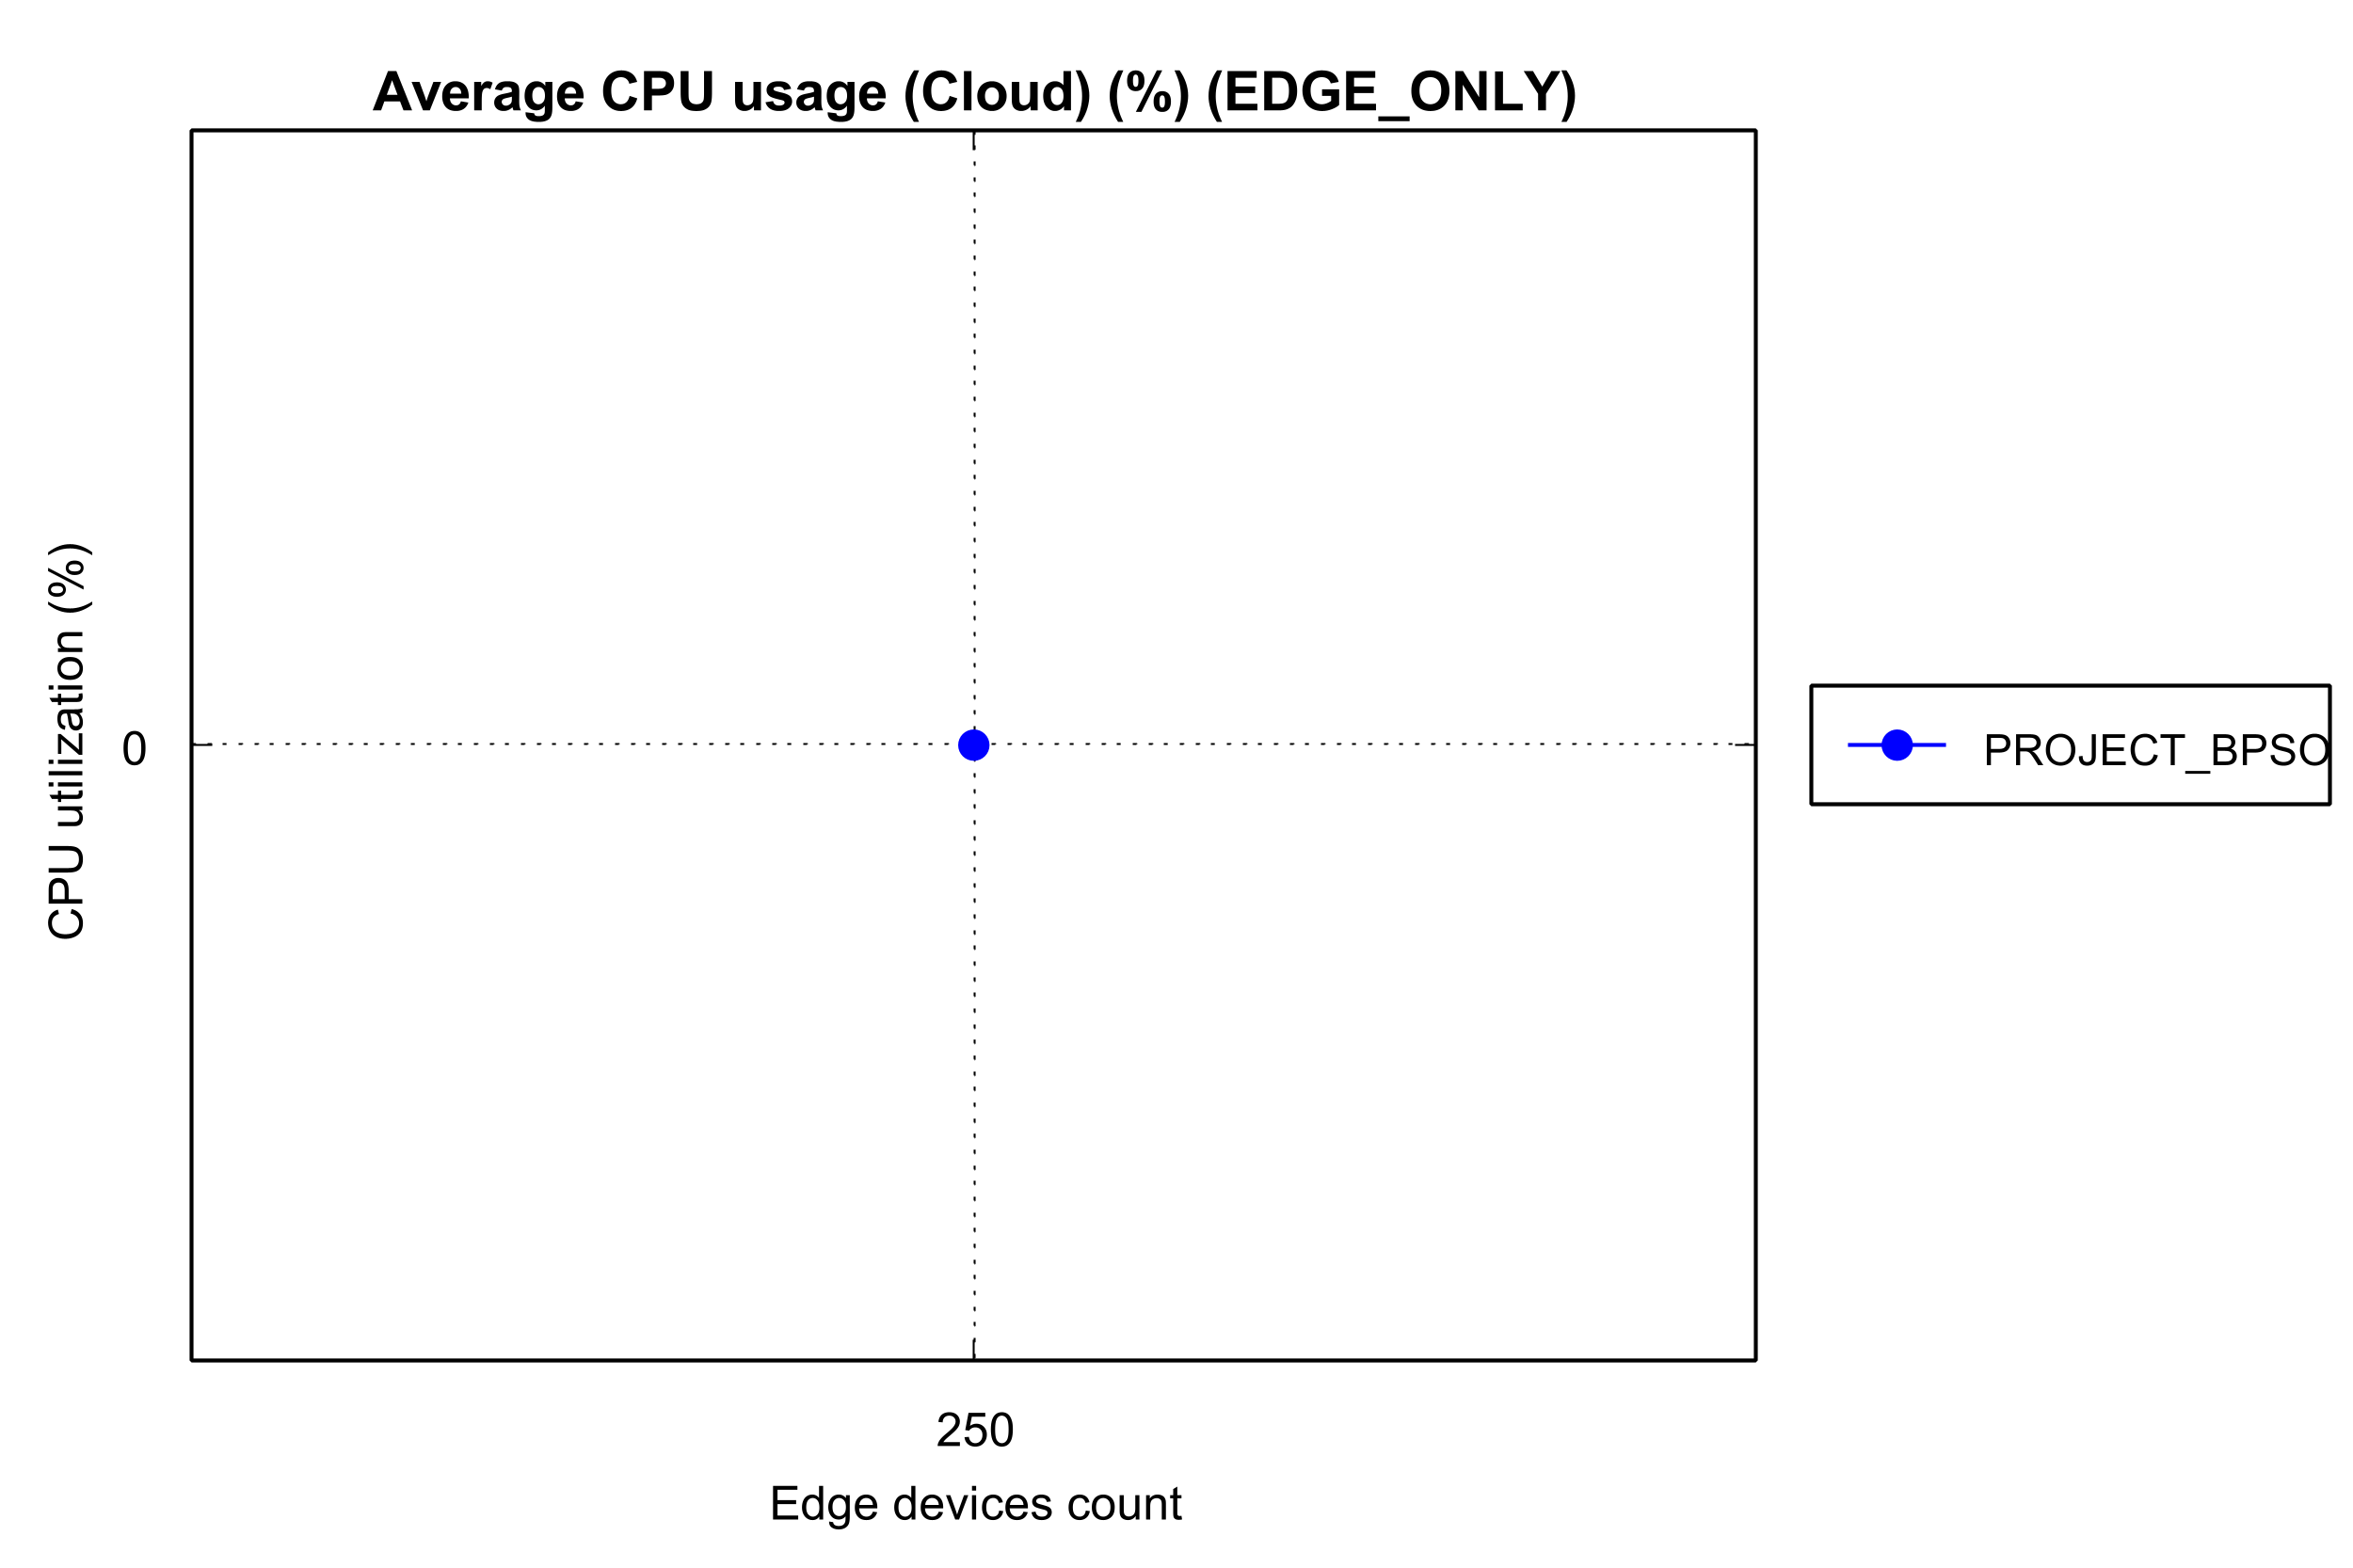 Average CPU usage (Cloud) (%) (EDGE_ONLY)
CPU utilization (%)
0
PROJECT_BPSO
250
Edge devices count